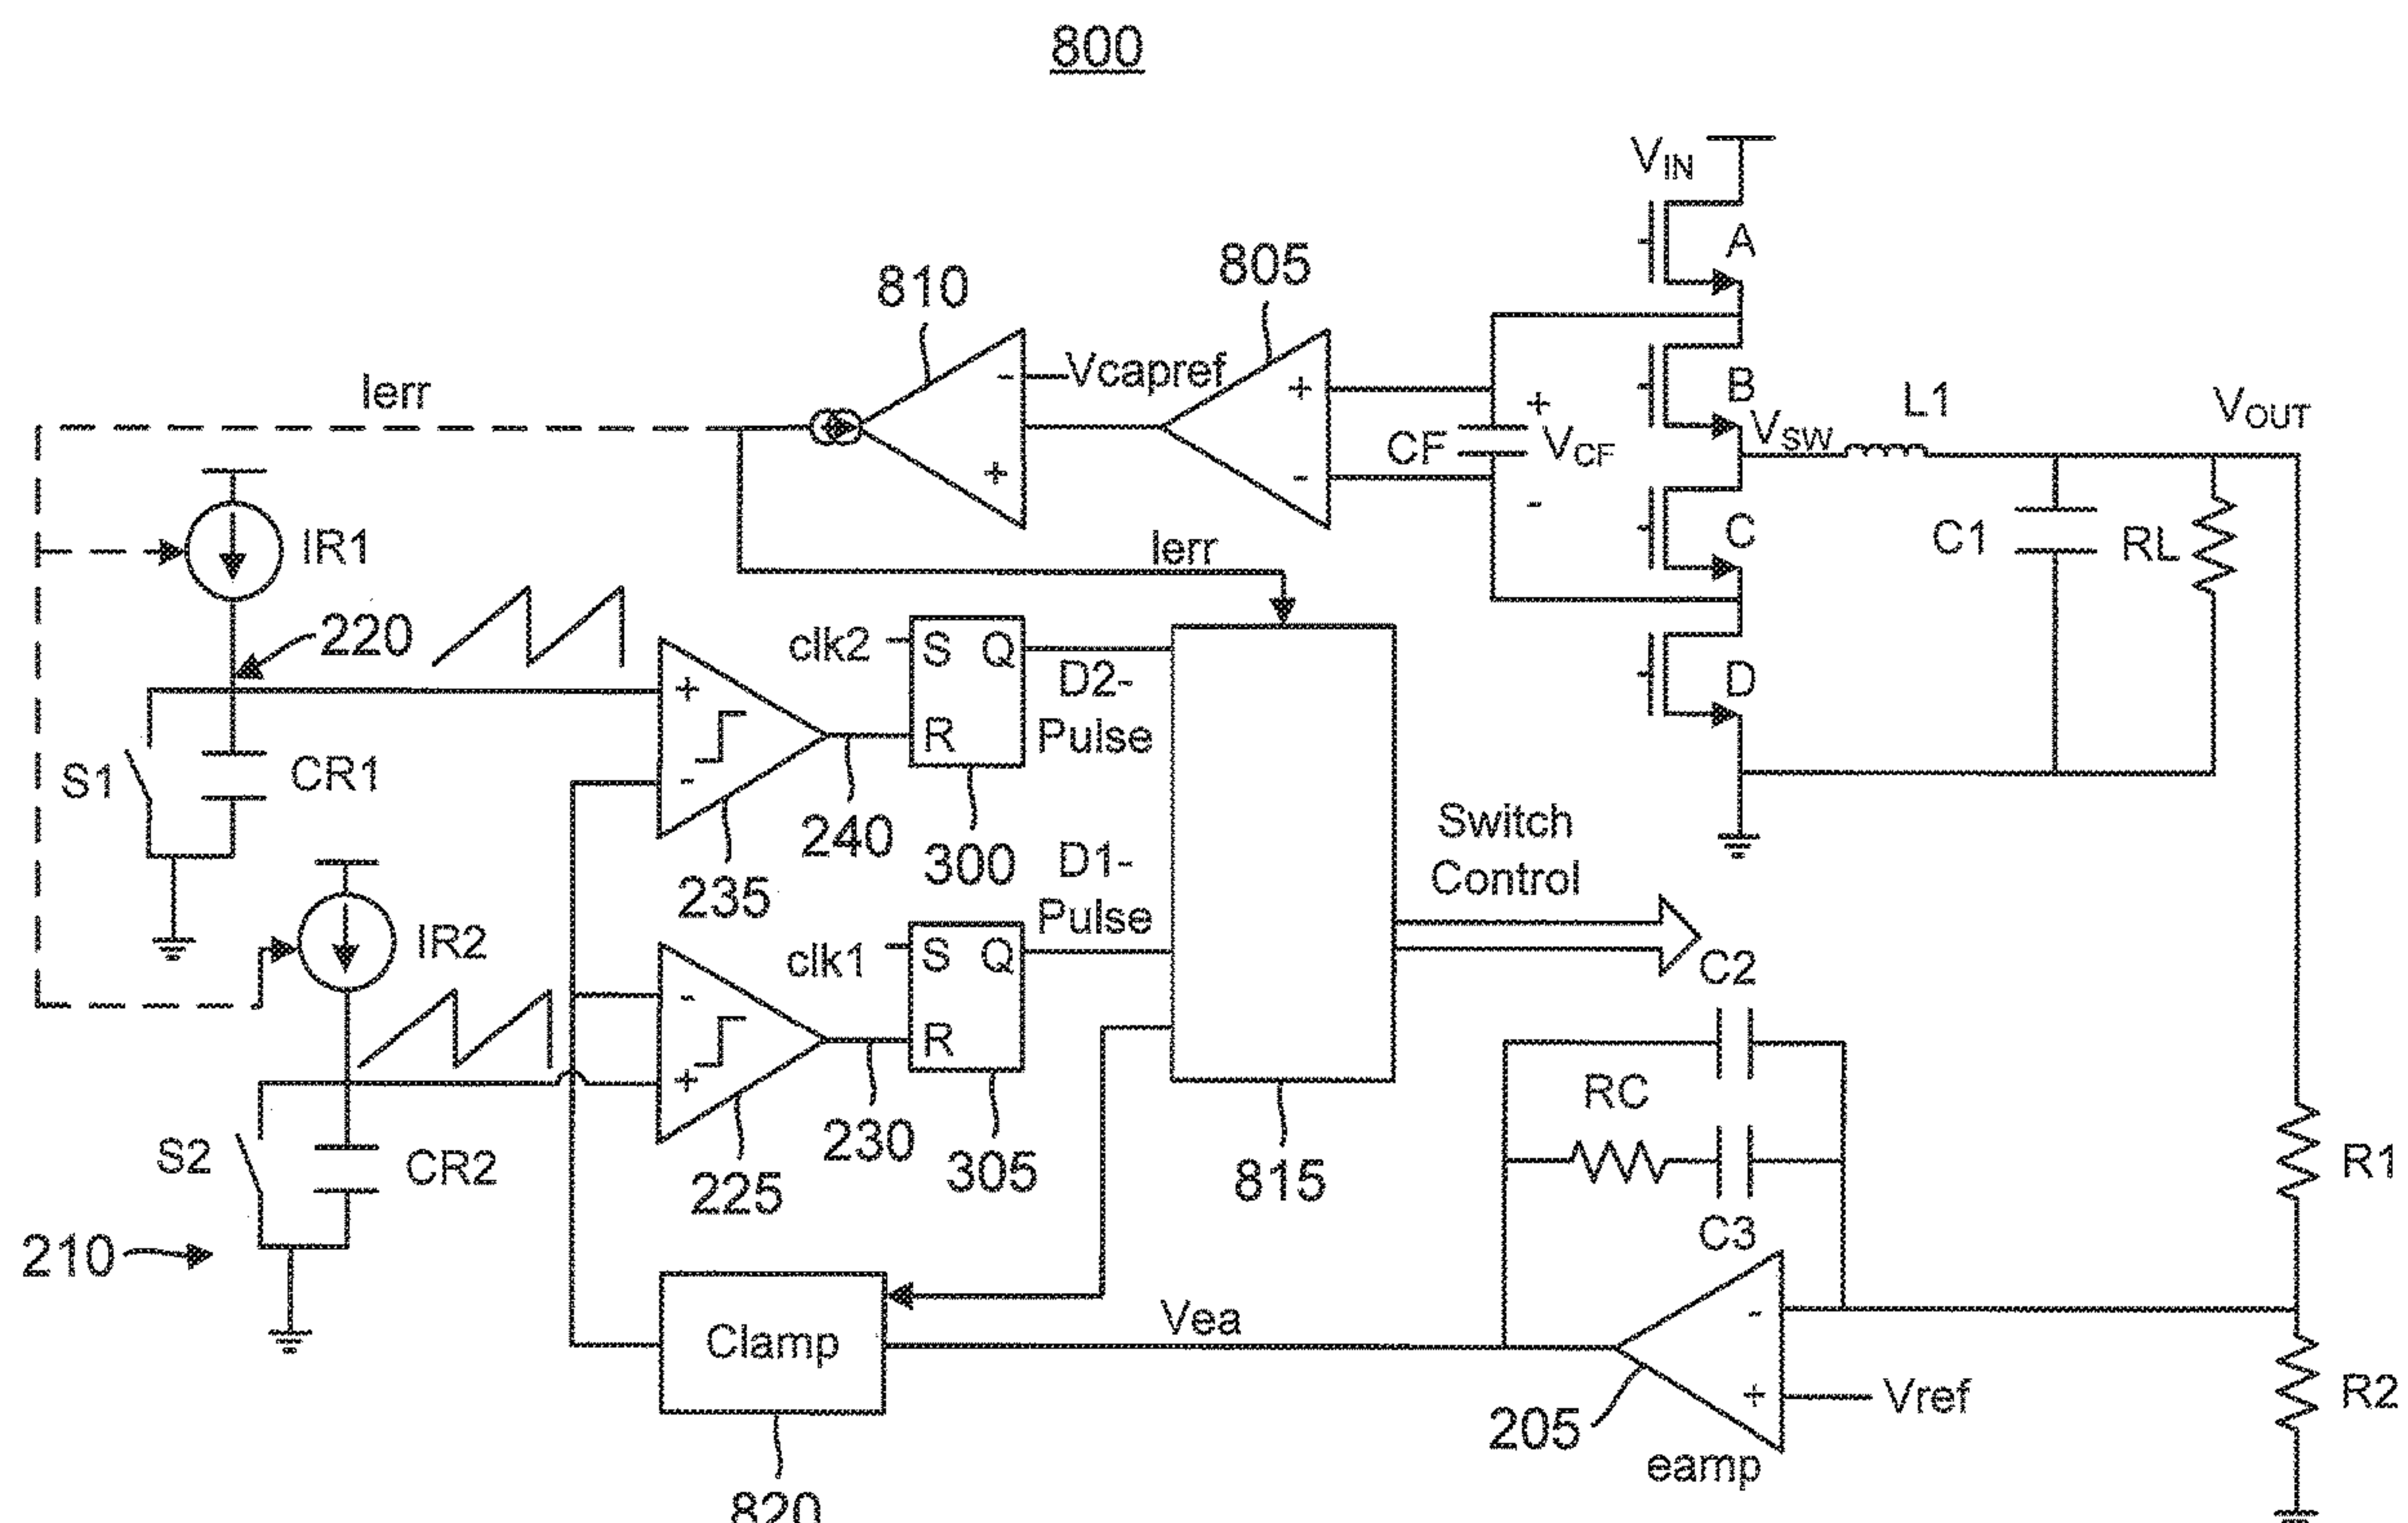 800
VIN
A
805
810
Vcapref
-
+
B
+
L1
VOUT
Ierr
+
VSW
CF
VCF
-
-
IR1
Ierr
C
C1
RL
220
clk2
S
Q
D2-
Pulse
+
D
R
-
S1
CR1
240
Switch
Control
300
D1-
Pulse
235
IR2
clk1
S
Q
C2
-
R
RC
+
S2
CR2
230
305
225
815
R1
C3
210
Clamp
Vea
-
+
Vref
R2
205
eamp
820